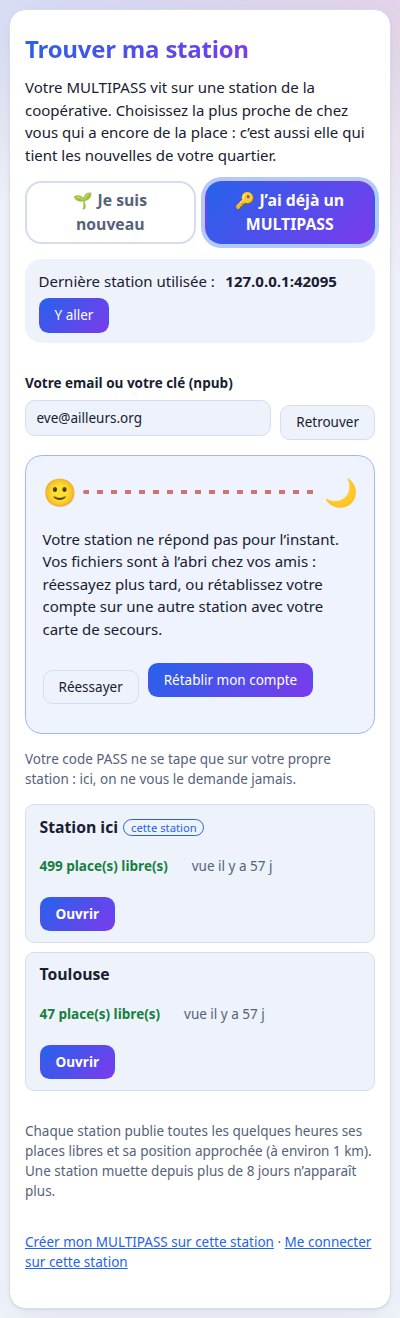 Trouver ma station
Votre MULTIPASS vit sur une station de la
coopérative. Choisissez la plus proche de chez
vous qui a encore de la place : c’est aussi elle qui
tient les nouvelles de votre quartier.
🌱 Je suis
nouveau
🔑 J’ai déjà un
MULTIPASS
Dernière station utilisée : 127.0.0.1:42095
Y aller
Votre email ou votre clé (npub)
eve@ailleurs.org
Retrouver
Votre station ne répond pas pour l’instant.
Vos fichiers sont à l’abri chez vos amis :
réessayez plus tard, ou rétablissez votre
compte sur une autre station avec votre
carte de secours.
Réessayer
Rétablir mon compte
Votre code PASS ne se tape que sur votre propre
station : ici, on ne vous le demande jamais.
Station ici cette station
499 place(s) libre(s) vue il y a 57 j
Ouvrir
Toulouse
47 place(s) libre(s) vue il y a 57 j
Ouvrir
Chaque station publie toutes les quelques heures ses
places libres et sa position approchée (à environ 1 km).
Une station muette depuis plus de 8 jours n’apparaît
plus.
Créer mon MULTIPASS sur cette station · Me connecter
sur cette station